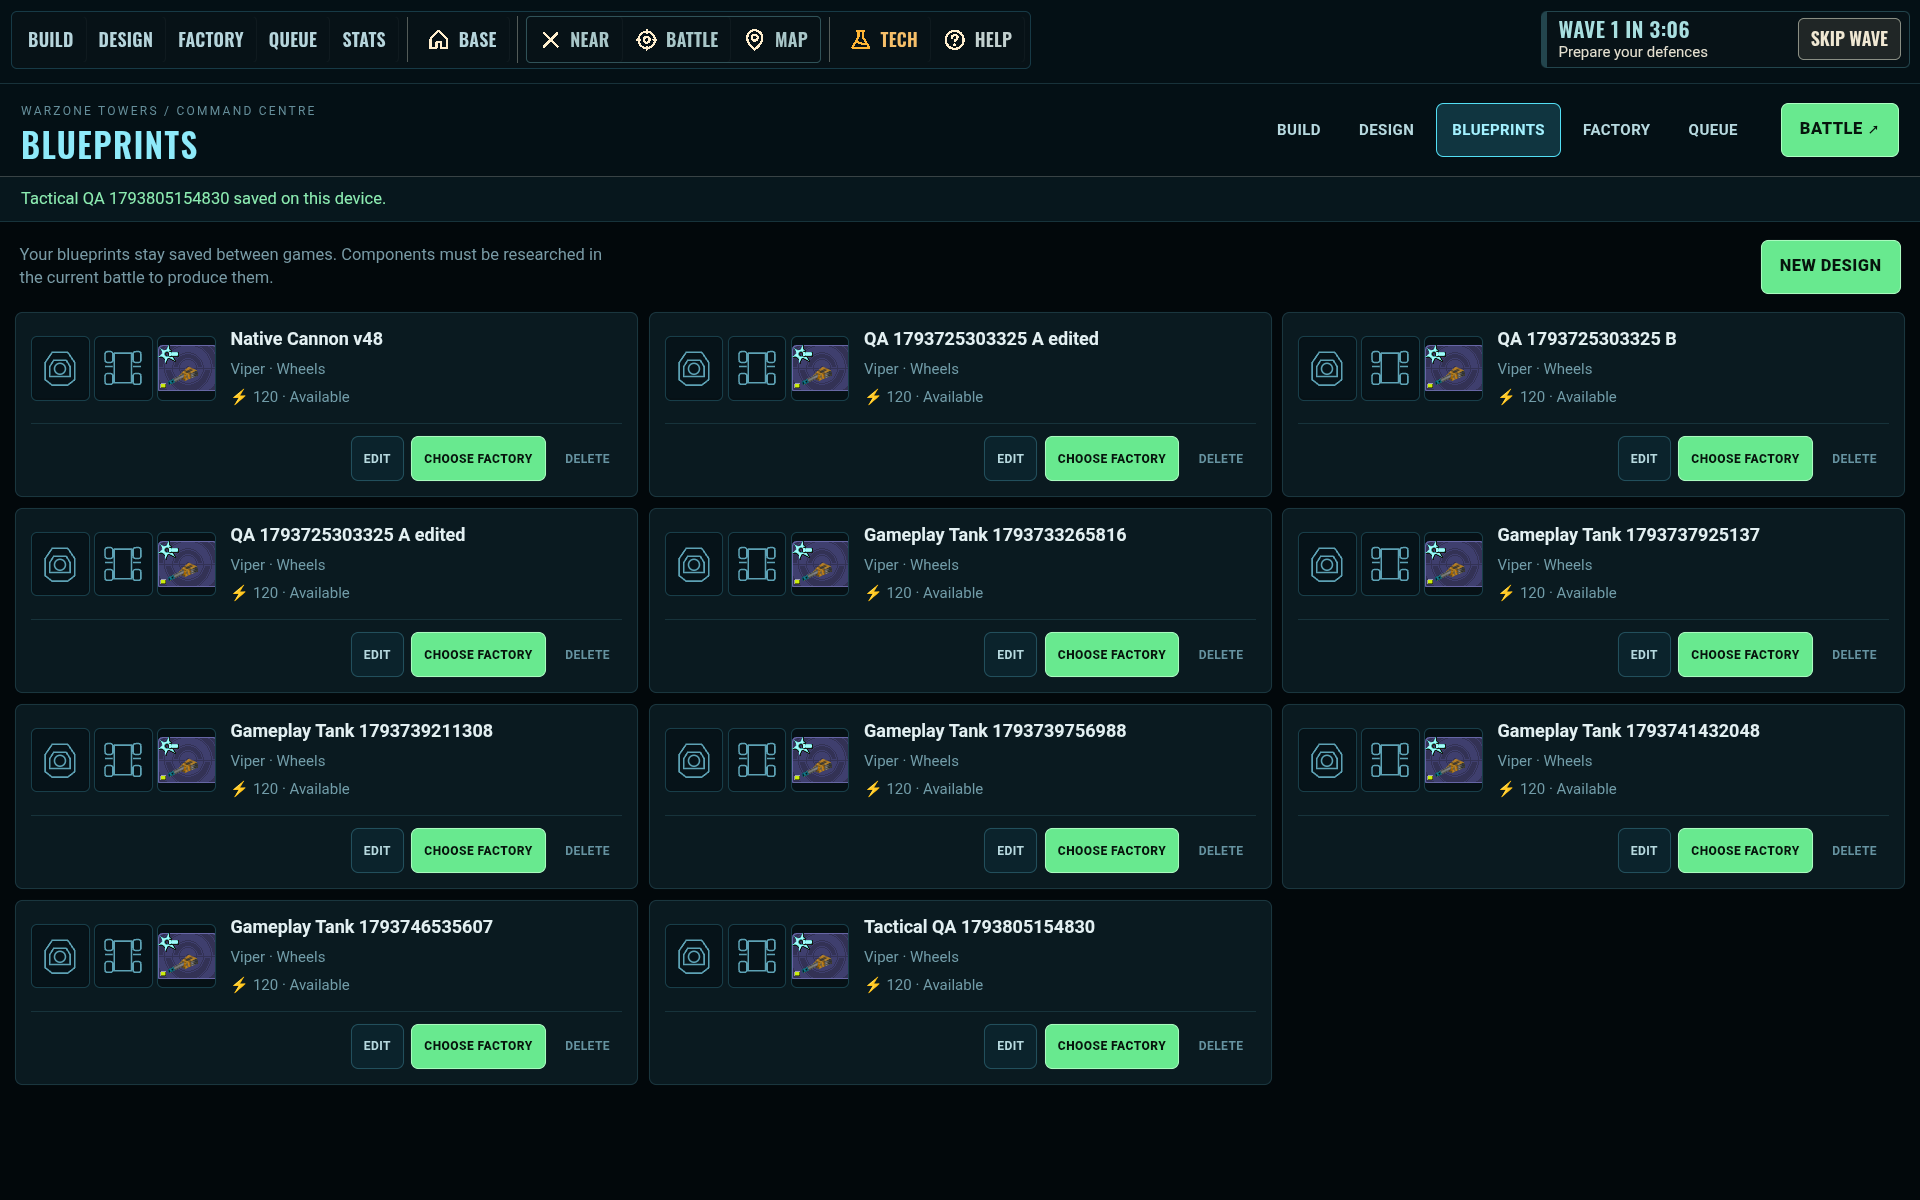 BUILD DESIGN FACTORY QUEUE STATS BASE NEAR BATTLE MAP TECH HELP
WAVE 1 IN 3:06
Prepare your defences
SKIP WAVE
WARZONE TOWERS / COMMAND CENTRE
BLUEPRINTS
BUILD DESIGN BLUEPRINTS FACTORY QUEUE BATTLE ↗
Tactical QA 1793805154830 saved on this device.
Your blueprints stay saved between games. Components must be researched in
the current battle to produce them.
NEW DESIGN
Native Cannon v48
Viper · Wheels
⚡ 120 · Available
EDIT CHOOSE FACTORY DELETE
QA 1793725303325 A edited
Viper · Wheels
⚡ 120 · Available
EDIT CHOOSE FACTORY DELETE
QA 1793725303325 B
Viper · Wheels
⚡ 120 · Available
EDIT CHOOSE FACTORY DELETE
QA 1793725303325 A edited
Viper · Wheels
⚡ 120 · Available
EDIT CHOOSE FACTORY DELETE
Gameplay Tank 1793733265816
Viper · Wheels
⚡ 120 · Available
EDIT CHOOSE FACTORY DELETE
Gameplay Tank 1793737925137
Viper · Wheels
⚡ 120 · Available
EDIT CHOOSE FACTORY DELETE
Gameplay Tank 1793739211308
Viper · Wheels
⚡ 120 · Available
EDIT CHOOSE FACTORY DELETE
Gameplay Tank 1793739756988
Viper · Wheels
⚡ 120 · Available
EDIT CHOOSE FACTORY DELETE
Gameplay Tank 1793741432048
Viper · Wheels
⚡ 120 · Available
EDIT CHOOSE FACTORY DELETE
Gameplay Tank 1793746535607
Viper · Wheels
⚡ 120 · Available
EDIT CHOOSE FACTORY DELETE
Tactical QA 1793805154830
Viper · Wheels
⚡ 120 · Available
EDIT CHOOSE FACTORY DELETE